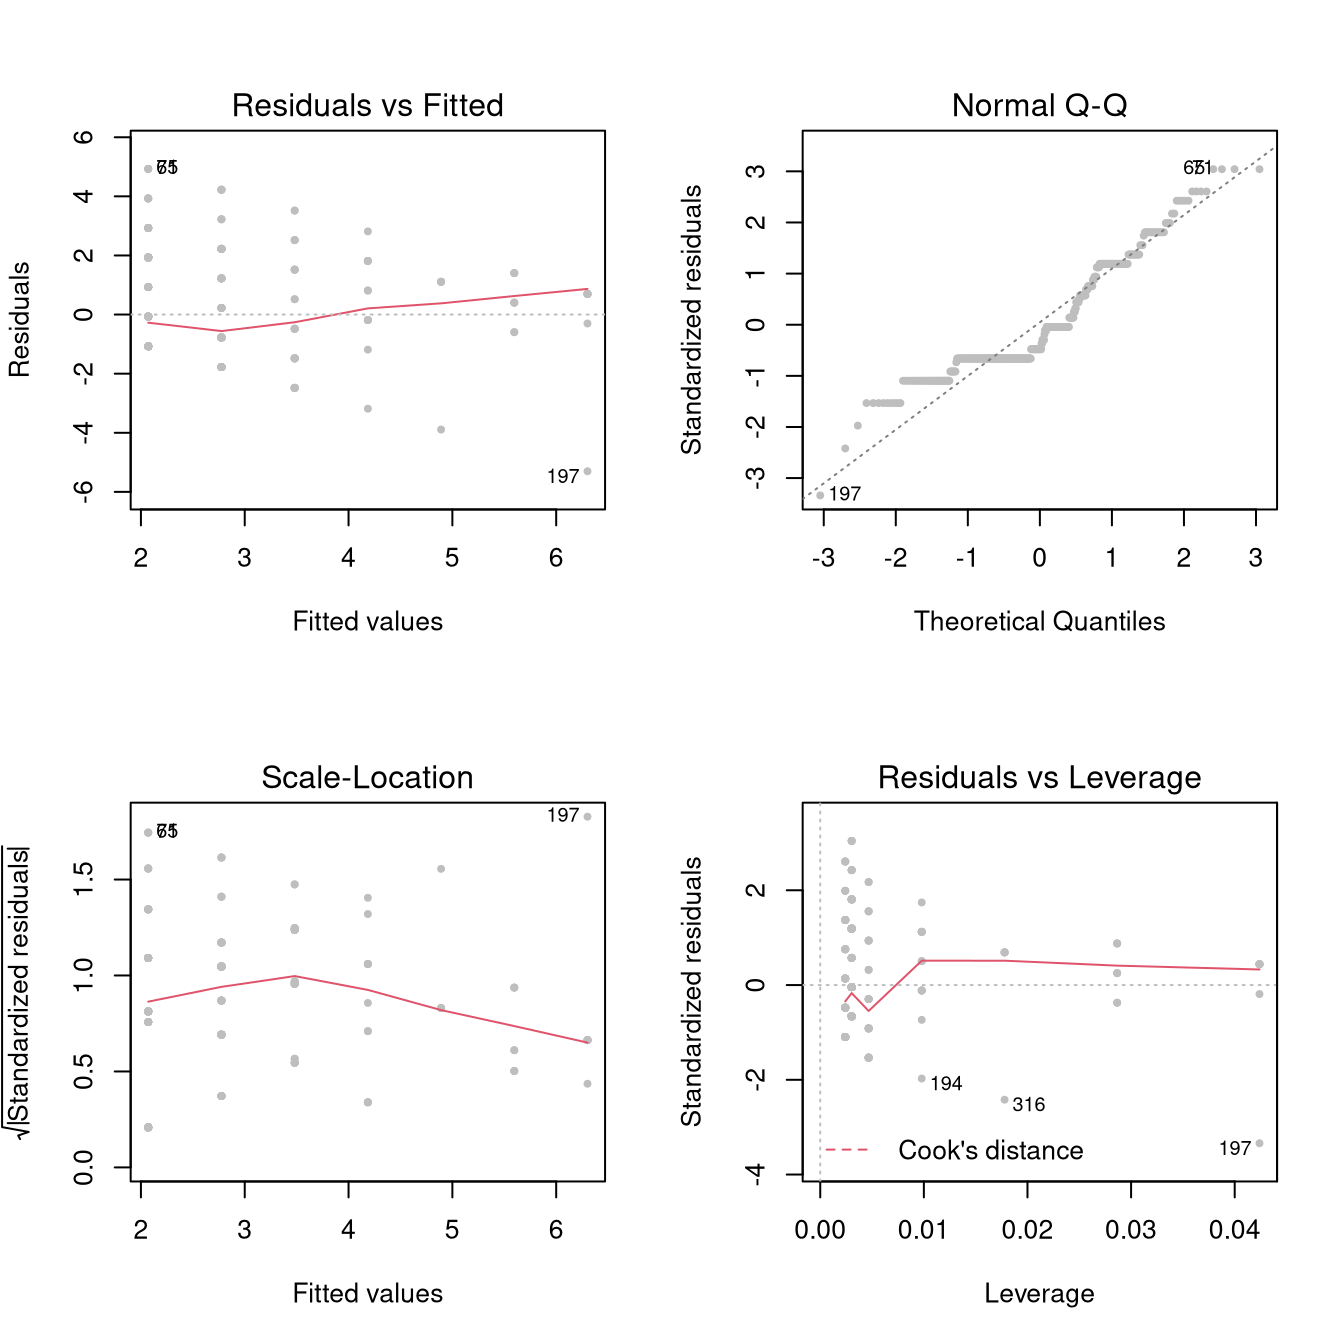 Residuals vs Fitted
Residuals
6
4
2
0
-2
-4
-6
197
2 3 4 5 6
Fitted values
Normal Q-Q
Standardized residuals
3
2
1
0
-1
-2
-3
197
-3 -2 -1 0 1 2 3
Theoretical Quantiles
Scale-Location
√|Standardized residuals|
1.5
1.0
0.5
0.0
197
2 3 4 5 6
Fitted values
Residuals vs Leverage
Standardized residuals
2
0
-2
-4
194
316
197
Cook's distance
0.00 0.01 0.02 0.03 0.04
Leverage